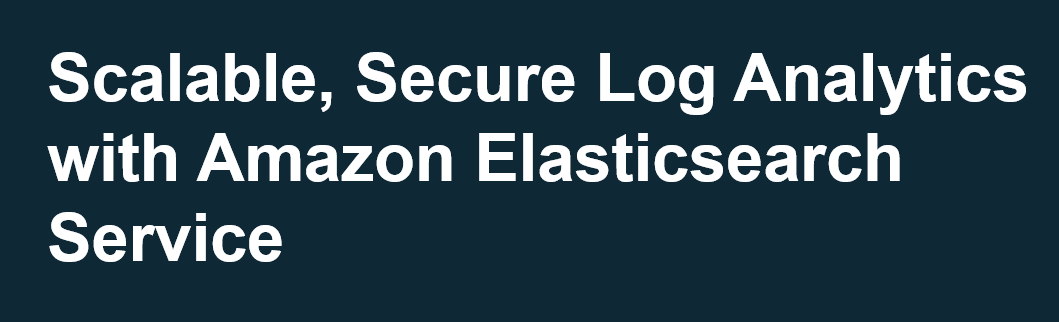 Scalable, Secure Log Analytics
with Amazon Elasticsearch
Service